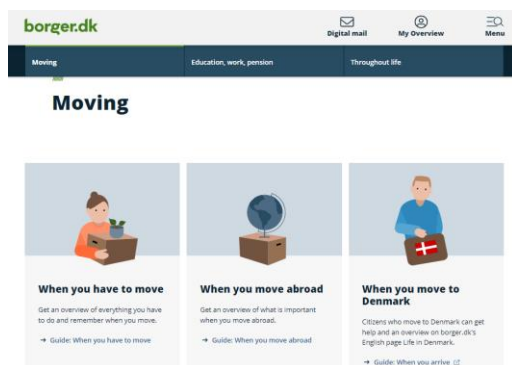 borger.dk
Digital mail
My Overview
Menu
Moving
Education, work, pension
Throughout life
Moving
When you have to move
Get an overview of everything you have
to do and remember when you move.
→ Guide: When you have to move
When you move abroad
Get an overview of what is important
when you move abroad.
→ Guide: When you move abroad
When you move to
Denmark
Citizens who move to Denmark can get
help and an overview on borger.dk's
English page Life in Denmark.
→ Guide: When you arrive